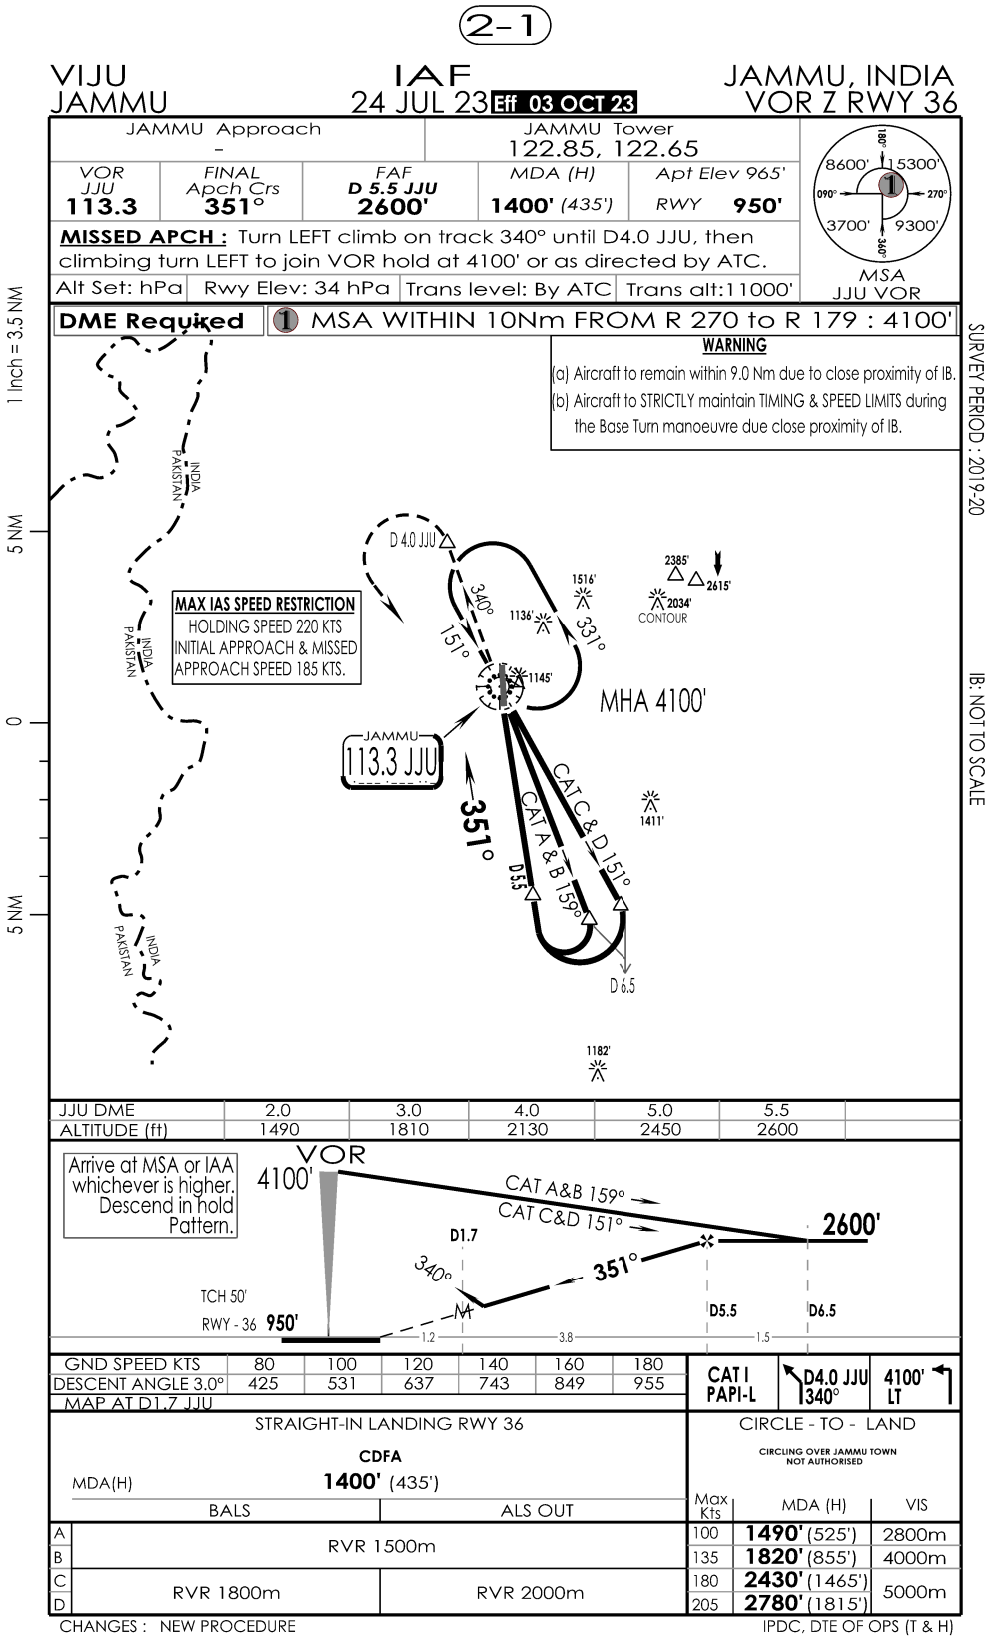 2-1
VIJU
JAMMU
IAF
24 JUL 23 Eff 03 OCT 23
JAMMU, INDIA
VOR Z RWY 36
JAMMU Approach
-
JAMMU Tower
122.85, 122.65
VOR
JJU
113.3
FINAL
Apch Crs
351°
FAF
D 5.5 JJU
2600'
MDA (H)
1400' (435')
Apt Elev 965'
RWY 950'
180°
8600' 15300'
090° 1 270°
3700' 9300'
360°
MSA
JJU VOR
MISSED APCH : Turn LEFT climb on track 340° until D4.0 JJU, then
climbing turn LEFT to join VOR hold at 4100' or as directed by ATC.
Alt Set: hPa Rwy Elev: 34 hPa Trans level: By ATC Trans alt:11000'
DME Required
1 MSA WITHIN 10Nm FROM R 270 to R 179 : 4100'
WARNING
(a) Aircraft to remain within 9.0 Nm due to close proximity of IB.
(b) Aircraft to STRICTLY maintain TIMING & SPEED LIMITS during
the Base Turn manoeuvre due close proximity of IB.
1 Inch = 3.5 NM
5 NM
0
5 NM
SURVEY PERIOD : 2019-20
IB: NOT TO SCALE
INDIA
PAKISTAN
INDIA
PAKISTAN
INDIA
PAKISTAN
MAX IAS SPEED RESTRICTION
HOLDING SPEED 220 KTS
INITIAL APPROACH & MISSED
APPROACH SPEED 185 KTS.
D 4.0 JJU
340°
151°
331°
1516'
1136'
1145'
2385'
2615'
2034'
CONTOUR
MHA 4100'
JAMMU
113.3 JJU
351°
CAT A & B 159°
CAT C & D 151°
D 5.5
D 6.5
1411'
1182'
JJU DME 2.0 3.0 4.0 5.0 5.5
ALTITUDE (ft) 1490 1810 2130 2450 2600
Arrive at MSA or IAA
whichever is higher.
Descend in hold
Pattern.
VOR
4100'
CAT A&B 159°
CAT C&D 151°
2600'
D1.7
340°
351°
M
D5.5
D6.5
TCH 50'
RWY - 36 950'
1.2 3.8 1.5
GND SPEED KTS 80 100 120 140 160 180
DESCENT ANGLE 3.0° 425 531 637 743 849 955
MAP AT D1.7 JJU
CAT I
PAPI-L
D4.0 JJU
340°
4100'
LT
STRAIGHT-IN LANDING RWY 36
CDFA
MDA(H) 1400' (435')
BALS ALS OUT
A
B
RVR 1500m
C
D
RVR 1800m RVR 2000m
CIRCLE - TO - LAND
CIRCLING OVER JAMMU TOWN
NOT AUTHORISED
Max
Kts
MDA (H) VIS
100 1490' (525') 2800m
135 1820' (855') 4000m
180 2430' (1465')
205 2780' (1815')
5000m
CHANGES : NEW PROCEDURE
IPDC, DTE OF OPS (T & H)